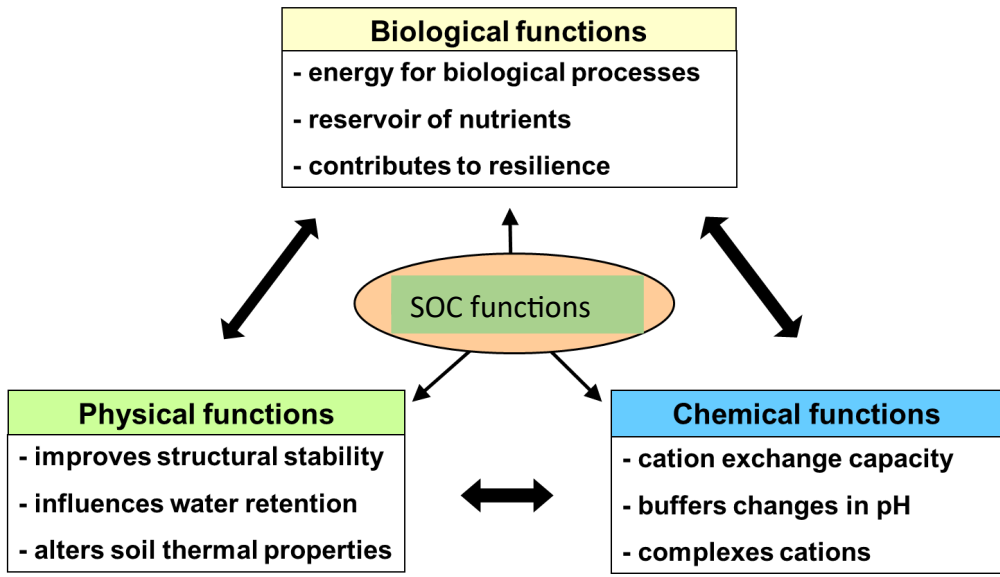 Biological functions
- energy for biological processes
- reservoir of nutrients
- contributes to resilience
SOC functions
Physical functions
- improves structural stability
- influences water retention
- alters soil thermal properties
Chemical functions
- cation exchange capacity
- buffers changes in pH
- complexes cations